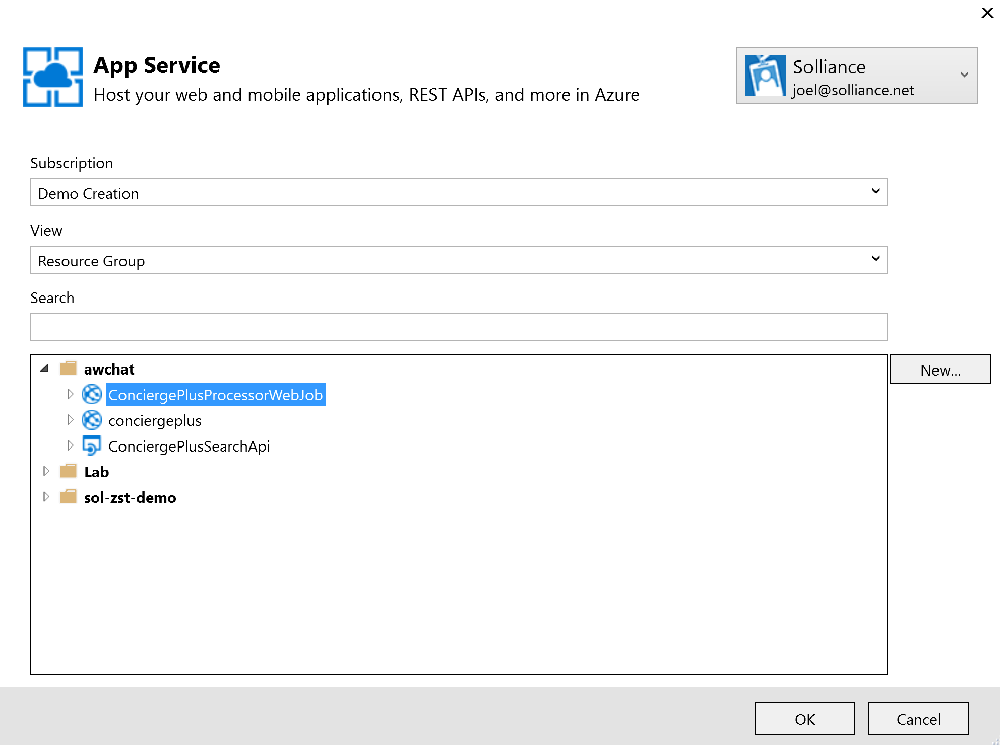 App Service
Host your web and mobile applications, REST APIs, and more in Azure
Solliance
joel@solliance.net
Subscription
Demo Creation
View
Resource Group
Search
awchat
New...
ConciergePlusProcessorWebJob
conciergeplus
ConciergePlusSearchApi
Lab
sol-zst-demo
OK
Cancel